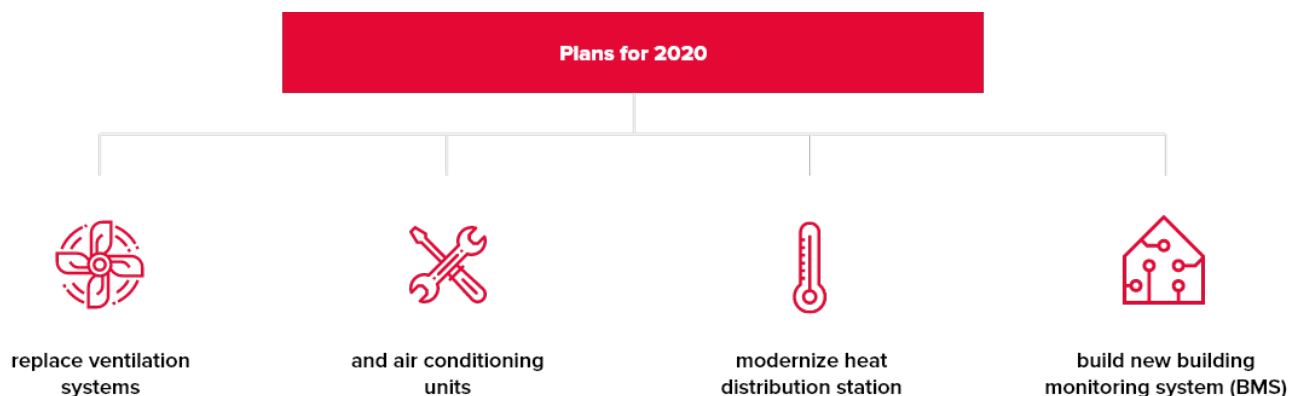 Plans for 2020
replace ventilation
systems
and air conditioning
units
modernize heat
distribution station
build new building
monitoring system (BMS)